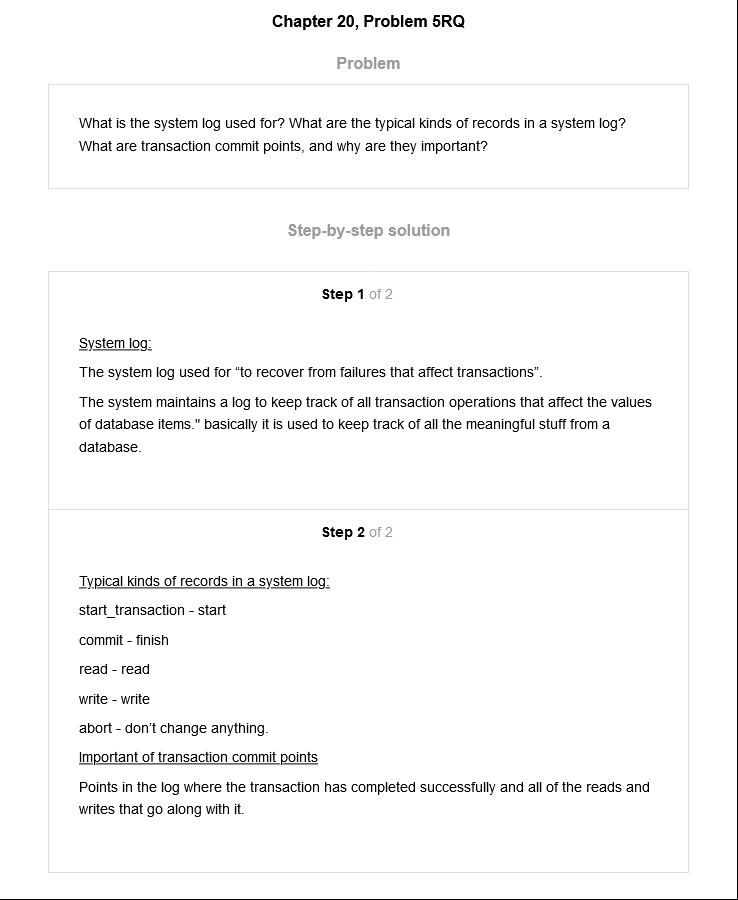 Chapter 20, Problem 5RQ
Problem
What is the system log used for? What are the typical kinds of records in a system log?
What are transaction commit points, and why are they important?
Step-by-step solution
Step 1 of 2
System log:
The system log used for “to recover from failures that affect transactions”.
The system maintains a log to keep track of all transaction operations that affect the values
of database items." basically it is used to keep track of all the meaningful stuff from a
database.
Step 2 of 2
Typical kinds of records in a system log:
start_transaction - start
commit - finish
read - read
write - write
abort - don’t change anything.
Important of transaction commit points
Points in the log where the transaction has completed successfully and all of the reads and
writes that go along with it.